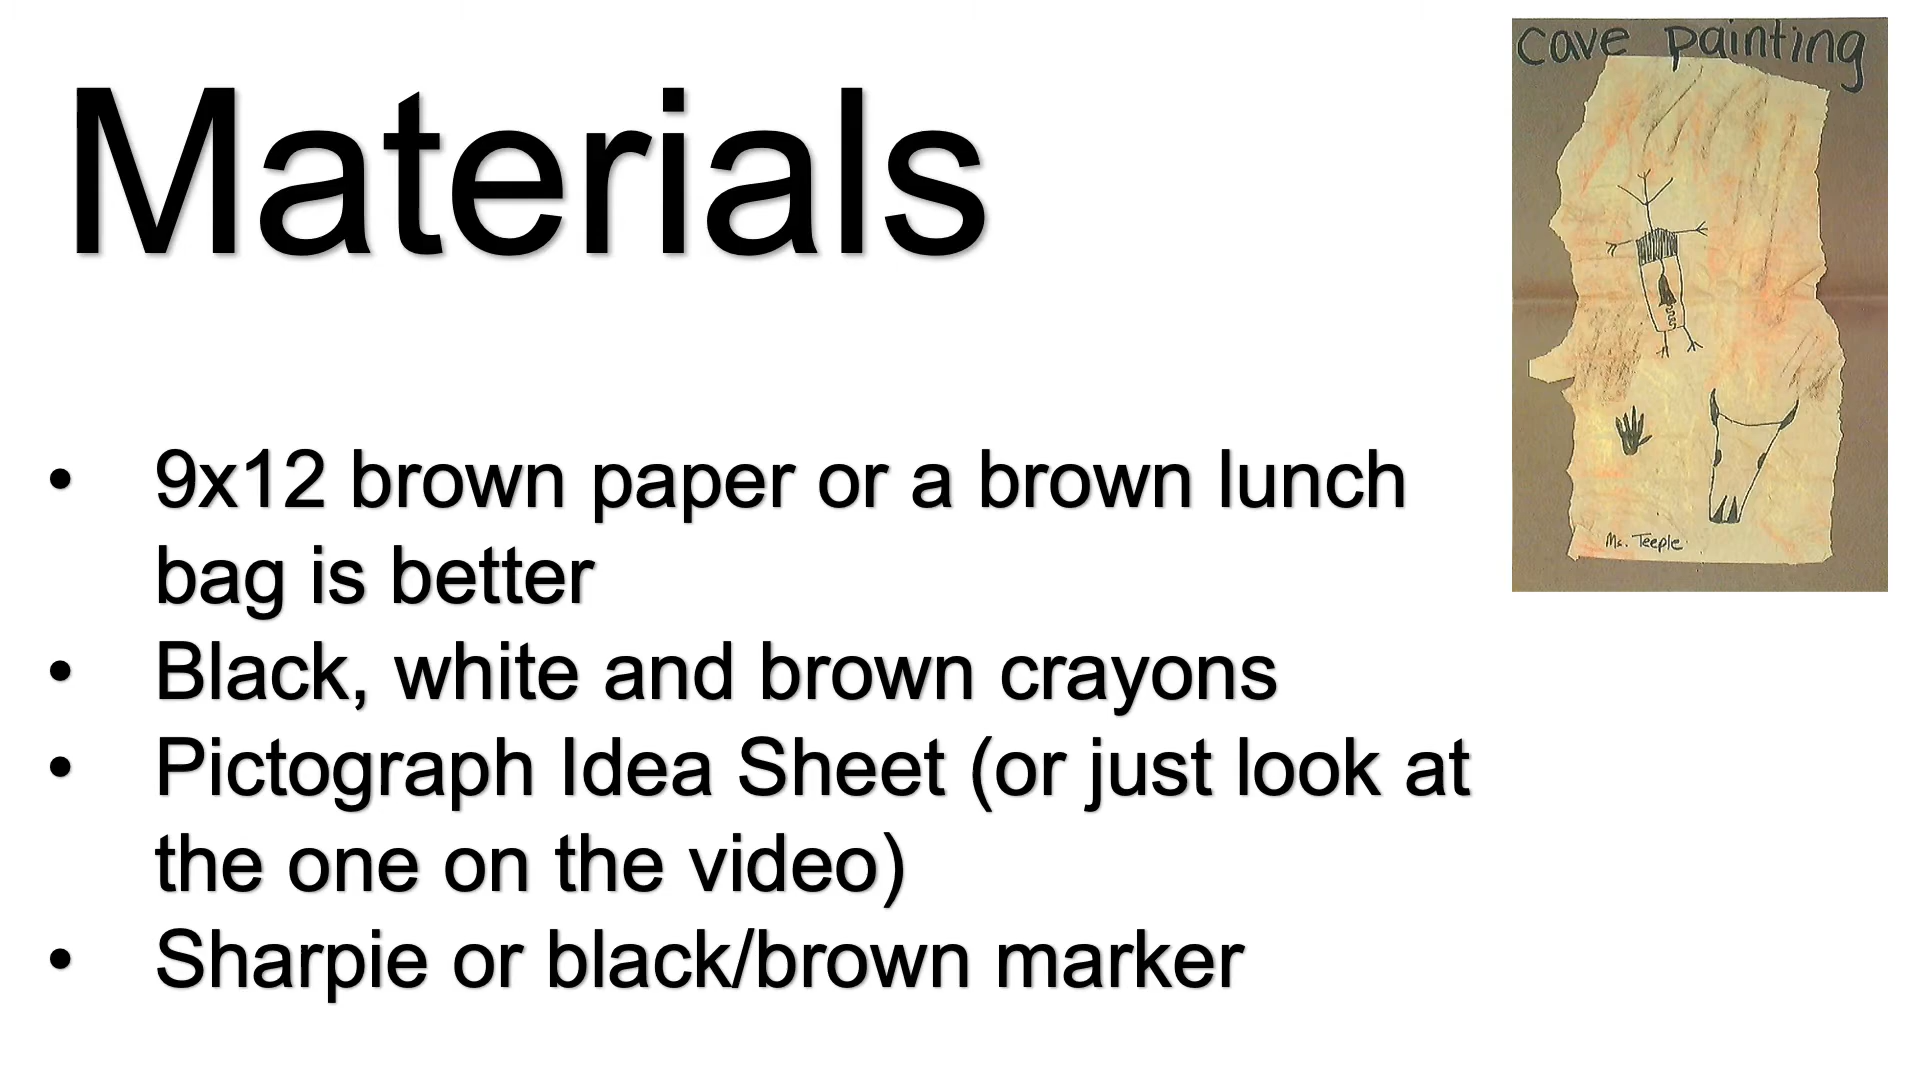 Materials
• 9x12 brown paper or a brown lunch
bag is better
• Black, white and brown crayons
• Pictograph Idea Sheet (or just look at
the one on the video)
• Sharpie or black/brown marker
Cave painting
Ms. Teeple